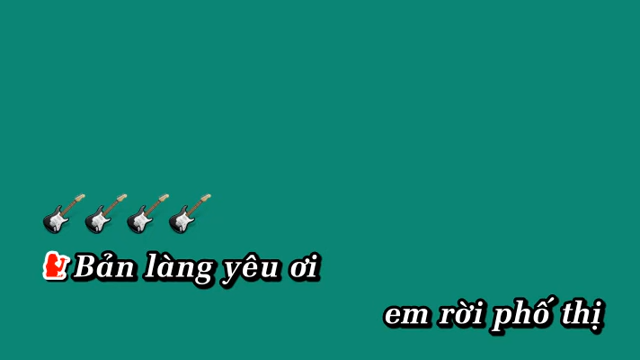 Bản làng yêu ơi
em rời phố thị